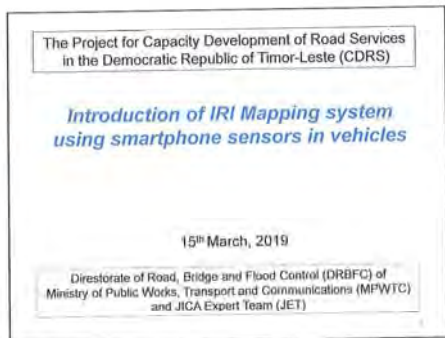 The Project for Capacity Development of Road Services
in the Democratic Republic of Timor-Leste (CDRS)
Introduction of IRI Mapping system
using smartphone sensors in vehicles
15th March, 2019
Direstorate of Road, Bridge and Flood Control (DRBFC) of
Ministry of Public Works, Transport and Communications (MPWTC)
and JICA Expert Team (JET)